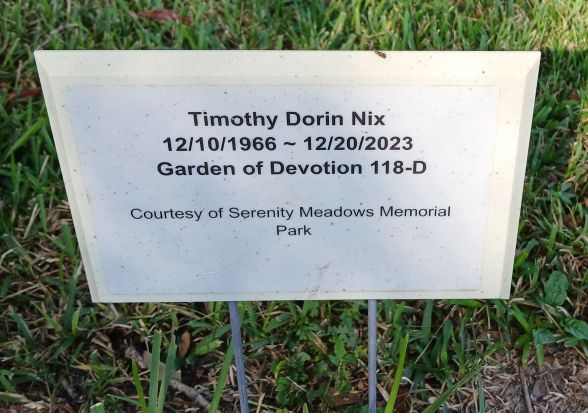 Timothy Dorin Nix
12/10/1966 ~ 12/20/2023
Garden of Devotion 118-D
Courtesy of Serenity Meadows Memorial
Park